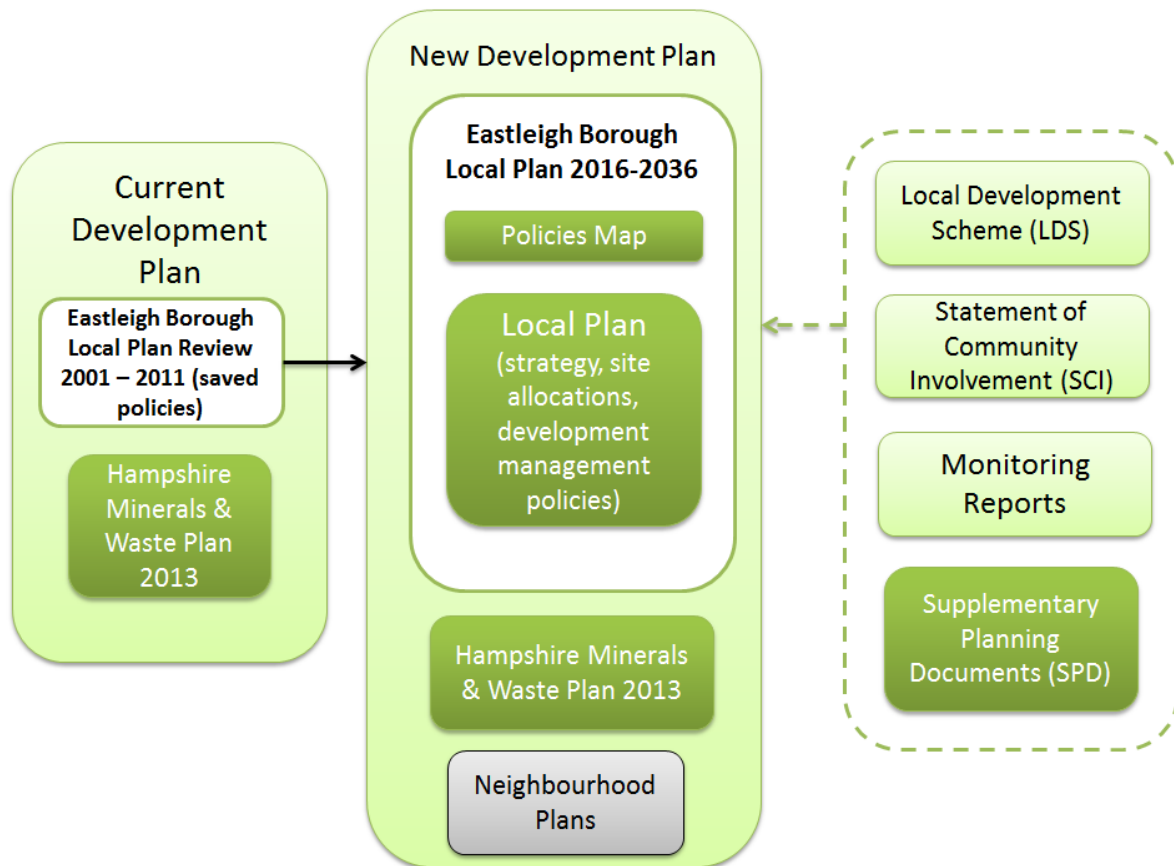 Current
Development
Plan
Eastleigh Borough
Local Plan Review
2001 – 2011 (saved
policies)
Hampshire
Minerals &
Waste Plan
2013
New Development Plan
Eastleigh Borough
Local Plan 2016-2036
Policies Map
Local Plan
(strategy, site
allocations,
development
management
policies)
Hampshire Minerals
& Waste Plan 2013
Neighbourhood
Plans
Local Development
Scheme (LDS)
Statement of
Community
Involvement (SCI)
Monitoring
Reports
Supplementary
Planning
Documents (SPD)